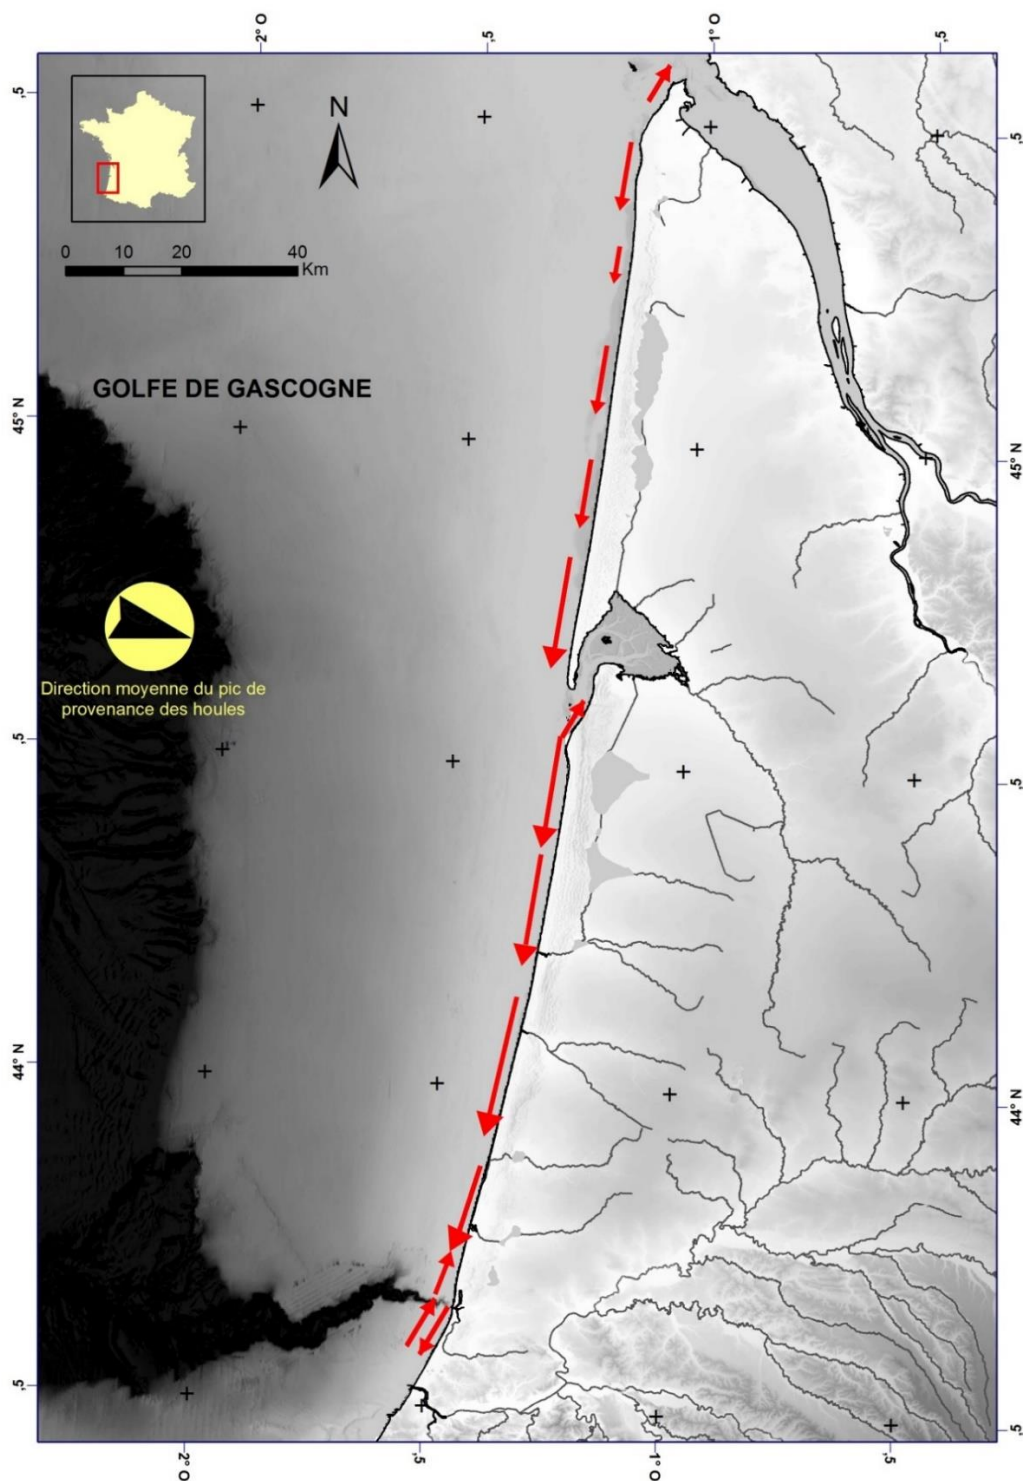 2° O
,5
1° O
,5
,5
N
,5
0 10 20 40
Km
GOLFE DE GASCOGNE
45° N
45° N
Direction moyenne du pic de
provenance des houles
,5
,5
44° N
44° N
,5
,5
2° O
,5
1° O
,5